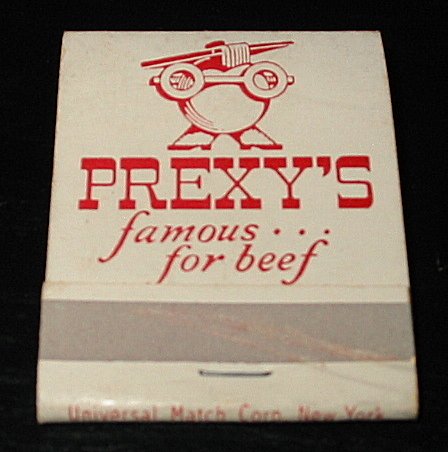 PREXY'S
famous...
for beef
Universal Match Corp. New York